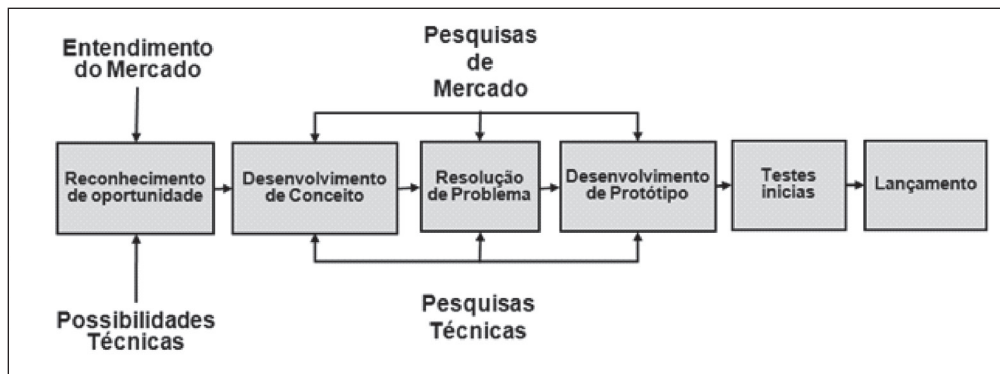 Entendimento
do Mercado
Pesquisas
de
Mercado
Reconhecimento
de oportunidade
Desenvolvimento
de Conceito
Resolução
de Problema
Desenvolvimento
de Protótipo
Testes
inicias
Lançamento
Possibilidades
Técnicas
Pesquisas
Técnicas